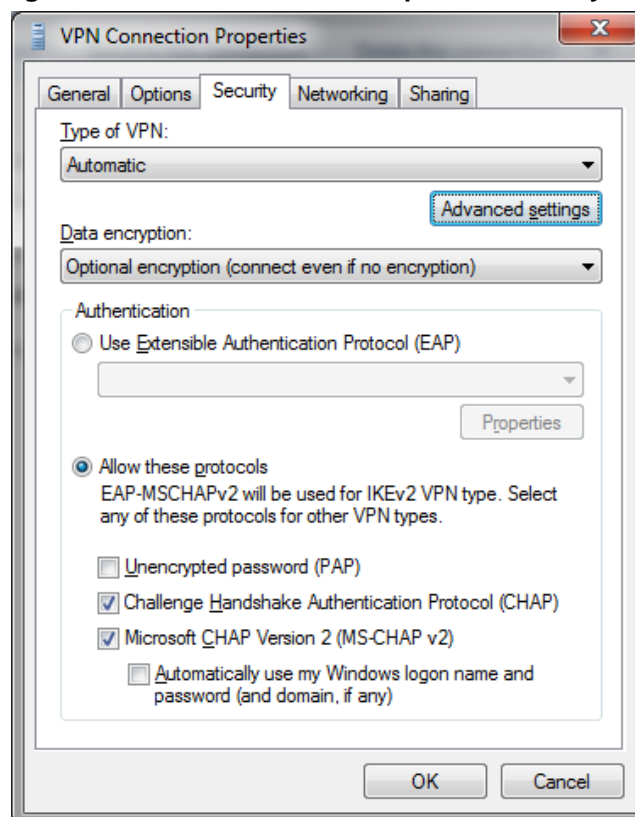 VPN Connection Properties
General Options Security Networking Sharing
Type of VPN:
Automatic
Advanced settings
Data encryption:
Optional encryption (connect even if no encryption)
Authentication
Use Extensible Authentication Protocol (EAP)
Properties
Allow these protocols
EAP-MSCHAPv2 will be used for IKEv2 VPN type. Select
any of these protocols for other VPN types.
Unencrypted password (PAP)
Challenge Handshake Authentication Protocol (CHAP)
Microsoft CHAP Version 2 (MS-CHAP v2)
Automatically use my Windows logon name and
password (and domain, if any)
OK Cancel